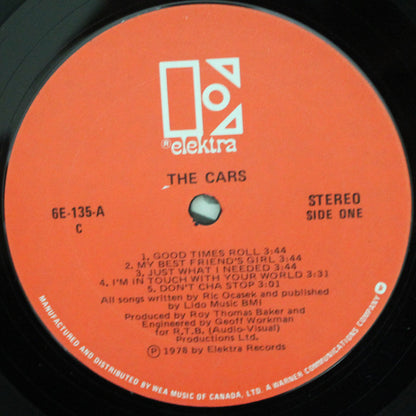 ® elektra
THE CARS
6E-135-A
C
STEREO
SIDE ONE
1. GOOD TIMES ROLL 3:44
2. MY BEST FRIEND'S GIRL 3:44
3. JUST WHAT I NEEDED 3:44
4. I'M IN TOUCH WITH YOUR WORLD 3:31
5. DON'T CHA STOP 3:01
All songs written by Ric Ocasek and published
by Lido Music BMI
Produced by Roy Thomas Baker and
Engineered by Geoff Workman
for R.T.B. (Audio-Visual)
Productions Ltd.
℗ 1978 by Elektra Records
MANUFACTURED AND DISTRIBUTED BY WEA MUSIC OF CANADA, LTD. A WARNER COMMUNICATIONS COMPANY